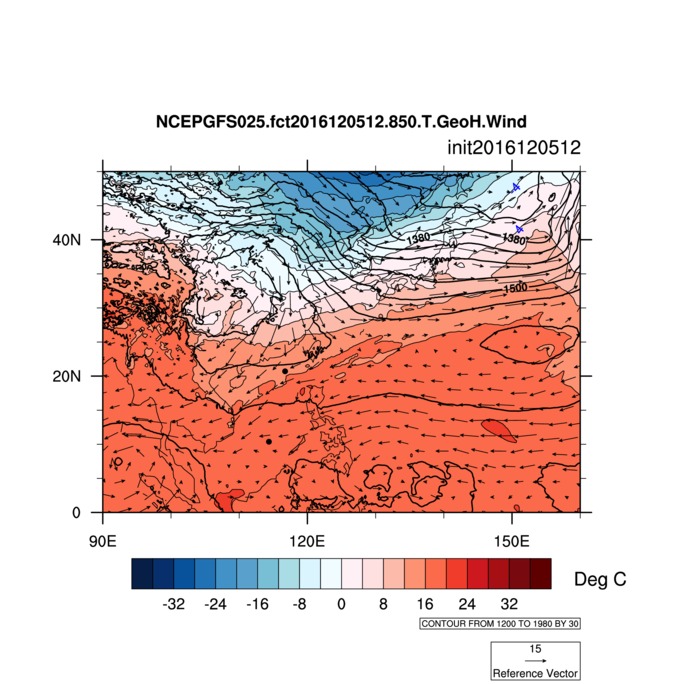 NCEPGFS025.fct2016120512.850.T.GeoH.Wind
init2016120512
1380
1380
1500
40N
20N
0
90E
120E
150E
-32 -24 -16 -8 0 8 16 24 32
Deg C
CONTOUR FROM 1200 TO 1980 BY 30
15
Reference Vector